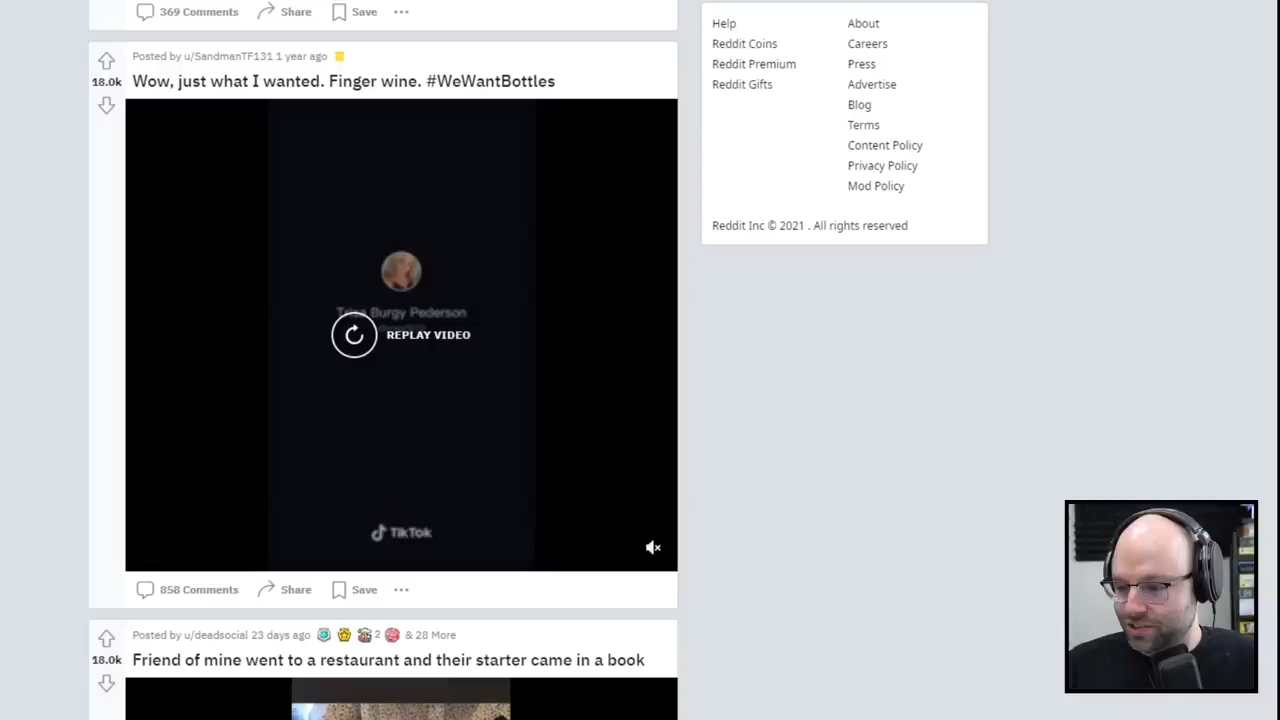 369 Comments Share Save
Posted by u/SandmanTF131 1 year ago
18.0k
Wow, just what I wanted. Finger wine. #WeWantBottles
Burgy Pederson
REPLAY VIDEO
TikTok
858 Comments Share Save
Posted by u/deadsocial 23 days ago 2 & 28 More
18.0k
Friend of mine went to a restaurant and their starter came in a book
Help
Reddit Coins
Reddit Premium
Reddit Gifts
About
Careers
Press
Advertise
Blog
Terms
Content Policy
Privacy Policy
Mod Policy
Reddit Inc © 2021 . All rights reserved